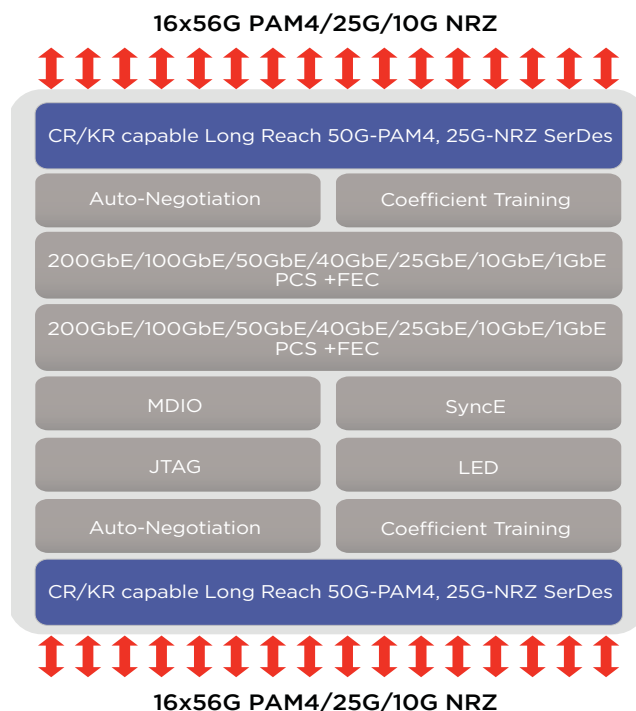 16x56G PAM4/25G/10G NRZ
CR/KR capable Long Reach 50G-PAM4, 25G-NRZ SerDes
Auto-Negotiation
Coefficient Training
200GbE/100GbE/50GbE/40GbE/25GbE/10GbE/1GbE
PCS +FEC
200GbE/100GbE/50GbE/40GbE/25GbE/10GbE/1GbE
PCS +FEC
MDIO
SyncE
JTAG
LED
Auto-Negotiation
Coefficient Training
CR/KR capable Long Reach 50G-PAM4, 25G-NRZ SerDes
16x56G PAM4/25G/10G NRZ